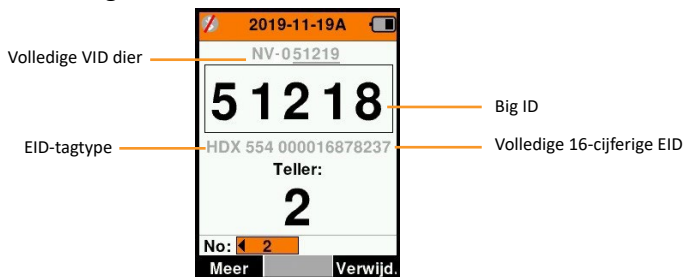 2019-11-19A
Volledige VID dier
NV-051219
51218
Big ID
EID-tagtype
HDX 554 000016878237
Volledige 16-cijferige EID
Teller:
2
No: 2
Meer
Verwijd.